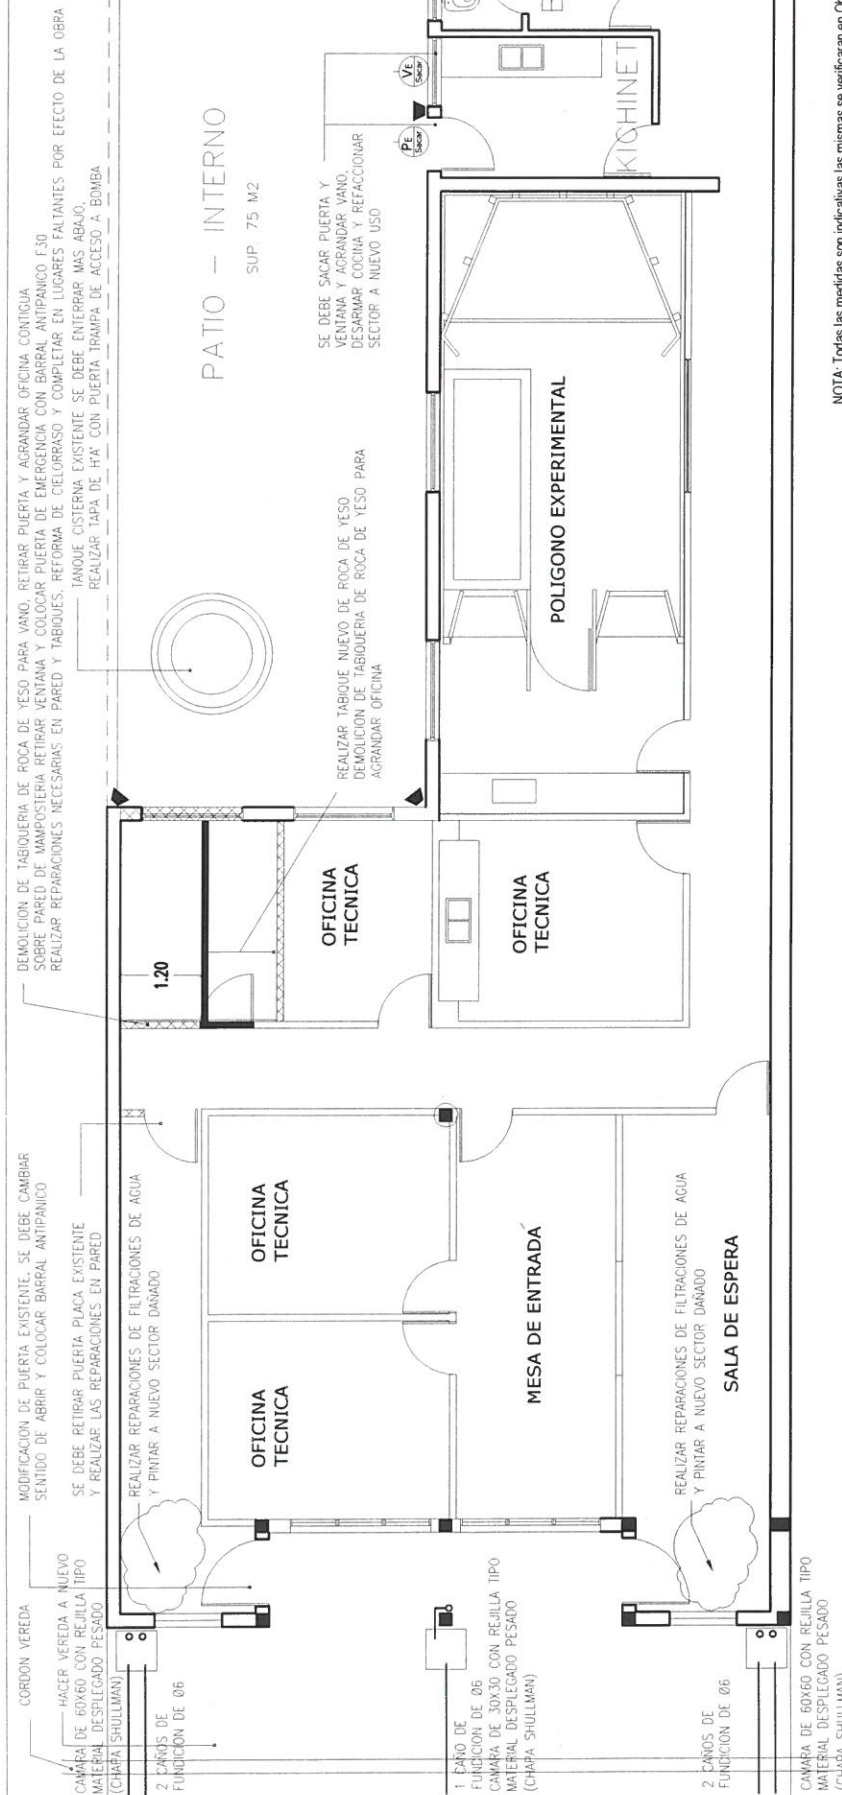 DEMOLICION DE TABIQUERIA DE ROCA DE YESO PARA VANO, RETIRAR PUERTA Y AGRANDAR OFICINA CONTIGUA
SOBRE PARED DE MAMPOSTERIA RETIRAR VENTANA Y COLOCAR PUERTA DE EMERGENCIA CON BARRAL ANTIPANICO F30
REALIZAR REPARACIONES NECESARIAS EN PARED Y TABIQUES, REFORMA DE CIELORRASO Y COMPLETAR EN LUGARES FALTANTES POR EFECTO DE LA OBRA
TANQUE CISTERNA EXISTENTE SE DEBE ENTERRAR MAS ABAJO,
REALIZAR TAPA DE H'A' CON PUERTA TRAMPA DE ACCESO A BOMBA
MODIFICACION DE PUERTA EXISTENTE, SE DEBE CAMBIAR
SENTIDO DE ABRIR Y COLOCAR BARRAL ANTIPANICO
SE DEBE RETIRAR PUERTA PLACA EXISTENTE
Y REALIZAR LAS REPARACIONES EN PARED
REALIZAR REPARACIONES DE FILTRACIONES DE AGUA
Y PINTAR A NUEVO SECTOR DAÑADO
CORDON VEREDA
HACER VEREDA A NUEVO
CAMARA DE 60X60 CON REJILLA TIPO
MATERIAL DESPLEGADO PESADO
(CHAPA SHULLMAN)
2 CAÑOS DE
FUNDICION DE Ø6
PATIO - INTERNO
SUP 75 M2
SE DEBE SACAR PUERTA Y
VENTANA Y AGRANDAR VANO,
DESARMAR COCINA Y REFACCIONAR
SECTOR A NUEVO USO
VE
Sacar
PE
Sacar
KICHINET
REALIZAR TABIQUE NUEVO DE ROCA DE YESO
DEMOLICION DE TABIQUERIA DE ROCA DE YESO PARA
AGRANDAR OFICINA
1.20
OFICINA
TECNICA
OFICINA
TECNICA
POLIGONO EXPERIMENTAL
OFICINA
TECNICA
OFICINA
TECNICA
MESA DE ENTRADA
SALA DE ESPERA
REALIZAR REPARACIONES DE FILTRACIONES DE AGUA
Y PINTAR A NUEVO SECTOR DAÑADO
1 CAÑO DE
FUNDICION DE Ø6
CAMARA DE 30X30 CON REJILLA TIPO
MATERIAL DESPLEGADO PESADO
(CHAPA SHULLMAN)
2 CAÑOS DE
FUNDICION DE Ø6
CAMARA DE 60X60 CON REJILLA TIPO
MATERIAL DESPLEGADO PESADO
(CHAPA SHULLMAN)
NOTA: Todas las medidas son indicativas las mismas se verificaran en